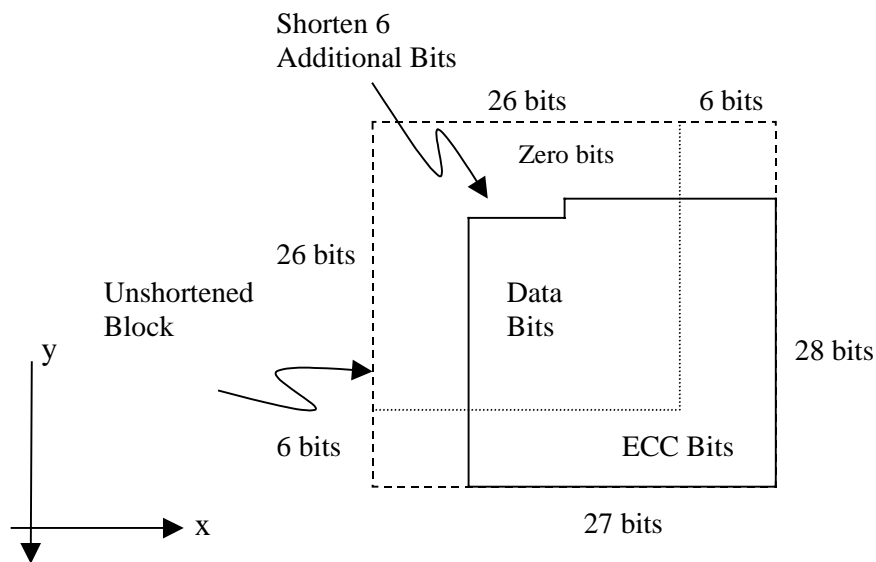 Shorten 6
Additional Bits
26 bits
6 bits
Zero bits
26 bits
Unshortened
Block
Data
Bits
y
28 bits
6 bits
ECC Bits
x
27 bits